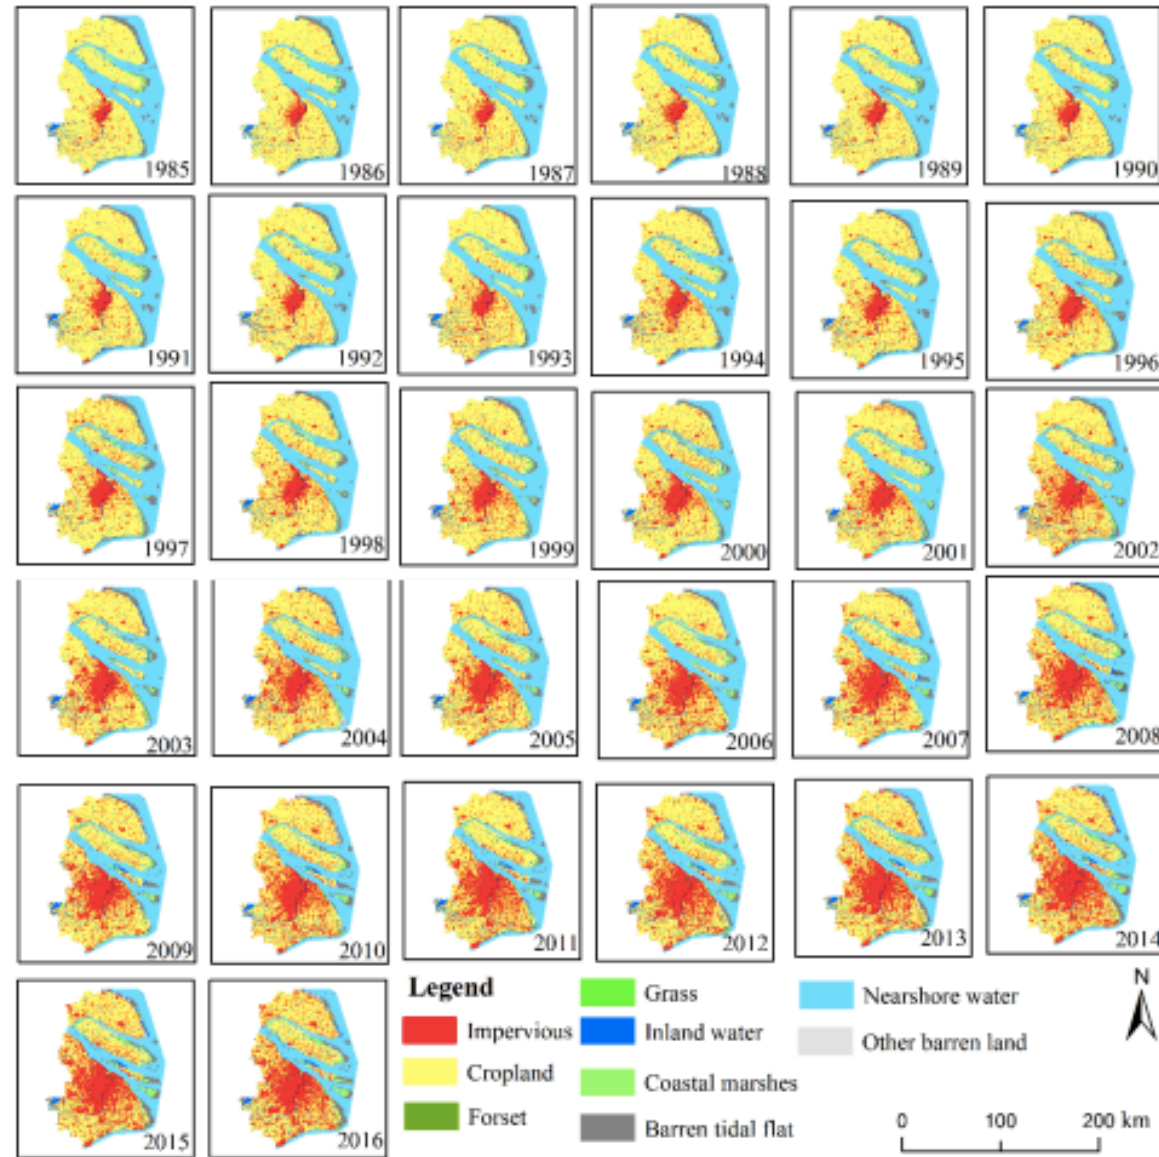 1985 1986 1987 1988 1989 1990
1991 1992 1993 1994 1995 1996
1997 1998 1999 2000 2001 2002
2003 2004 2005 2006 2007 2008
2009 2010 2011 2012 2013 2014
2015 2016
Legend
Impervious
Cropland
Forset
Grass
Inland water
Coastal marshes
Barren tidal flat
Nearshore water
Other barren land
N
0 100 200 km